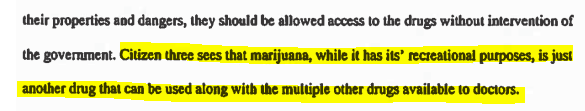 their properties and dangers, they should be allowed access to the drugs without intervention of
the government. Citizen three sees that marijuana, while it has its’ recreational purposes, is just
another drug that can be used along with the multiple other drugs available to doctors.